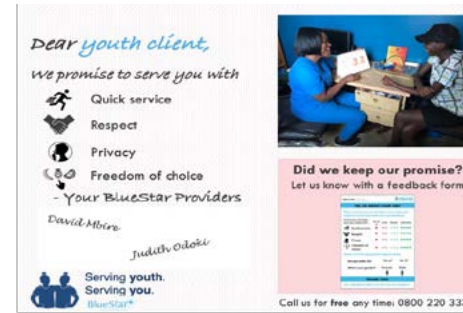 Dear youth client,
We promise to serve you with
Quick service
Respect
Privacy
Freedom of choice
- Your BlueStar Providers
David Mbire
Judith Odoki
Serving youth.
Serving you.
BlueStar
Did we keep our promise?
Let us know with a feedback form
Call us for free any time: 0800 220 333